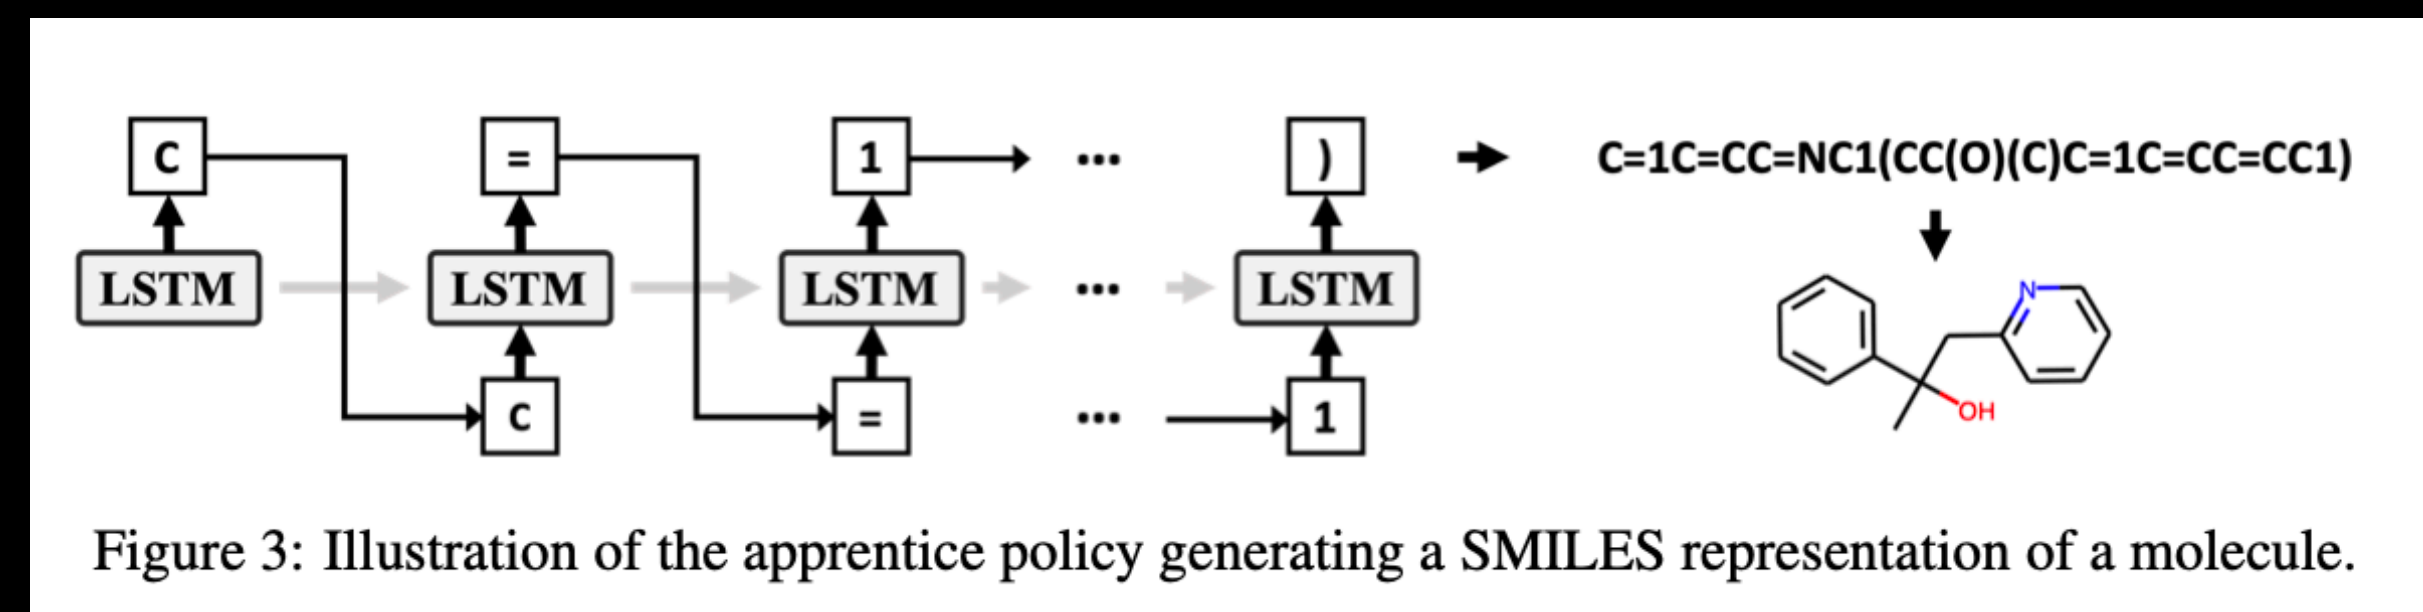 C = 1 ... ) C=1C=CC=NC1(CC(O)(C)C=1C=CC=CC1)
LSTM LSTM LSTM ... LSTM
N
OH
C = ... 1
Figure 3: Illustration of the apprentice policy generating a SMILES representation of a molecule.